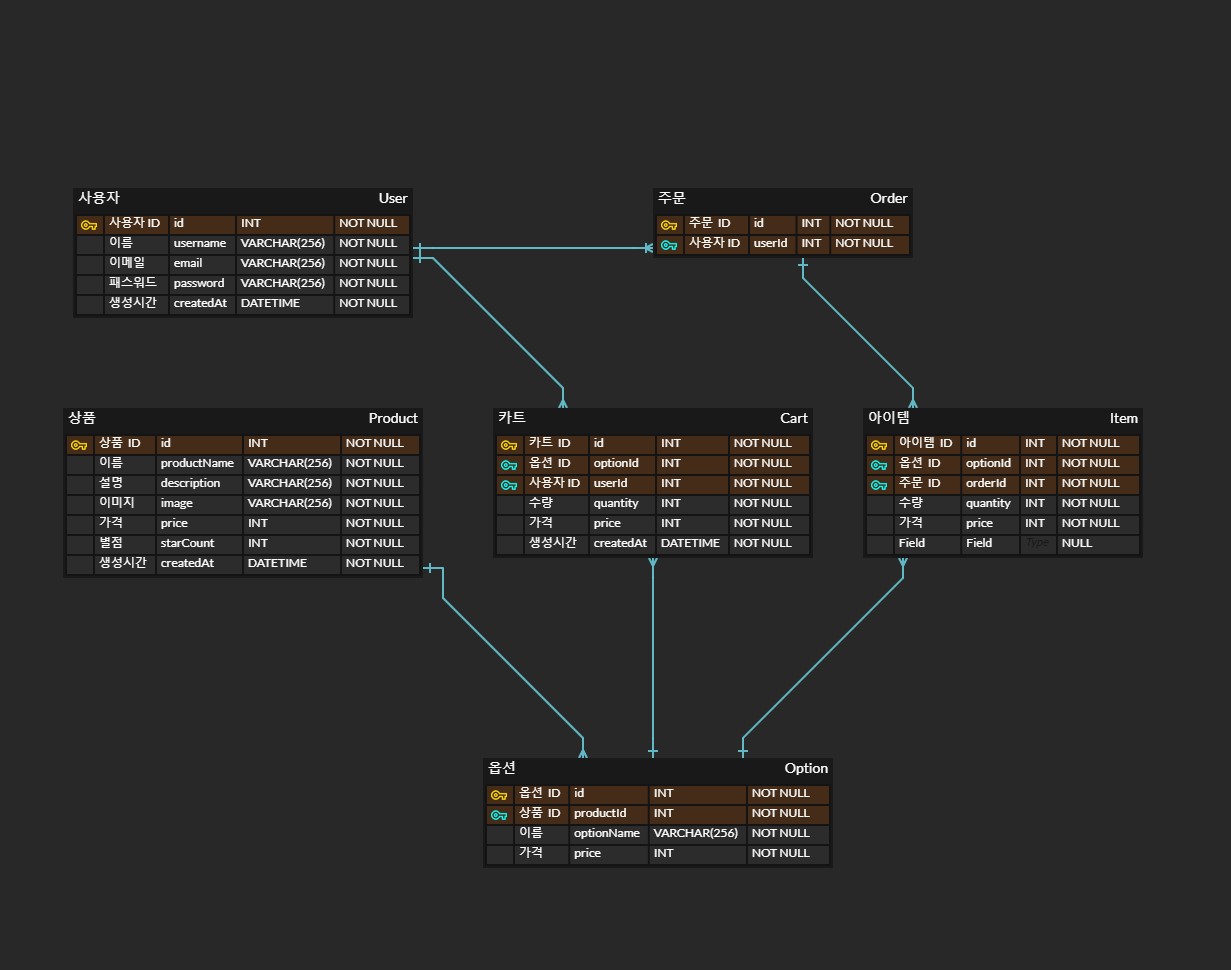 사용자 User
사용자 ID id INT NOT NULL
이름 username VARCHAR(256) NOT NULL
이메일 email VARCHAR(256) NOT NULL
패스워드 password VARCHAR(256) NOT NULL
생성시간 createdAt DATETIME NOT NULL
주문 Order
주문 ID id INT NOT NULL
사용자 ID userId INT NOT NULL
상품 Product
상품 ID id INT NOT NULL
이름 productName VARCHAR(256) NOT NULL
설명 description VARCHAR(256) NOT NULL
이미지 image VARCHAR(256) NOT NULL
가격 price INT NOT NULL
별점 starCount INT NOT NULL
생성시간 createdAt DATETIME NOT NULL
카트 Cart
카트 ID id INT NOT NULL
옵션 ID optionId INT NOT NULL
사용자 ID userId INT NOT NULL
수량 quantity INT NOT NULL
가격 price INT NOT NULL
생성시간 createdAt DATETIME NOT NULL
아이템 Item
아이템 ID id INT NOT NULL
옵션 ID optionId INT NOT NULL
주문 ID orderId INT NOT NULL
수량 quantity INT NOT NULL
가격 price INT NOT NULL
Field Field Type NULL
옵션 Option
옵션 ID id INT NOT NULL
상품 ID productId INT NOT NULL
이름 optionName VARCHAR(256) NOT NULL
가격 price INT NOT NULL